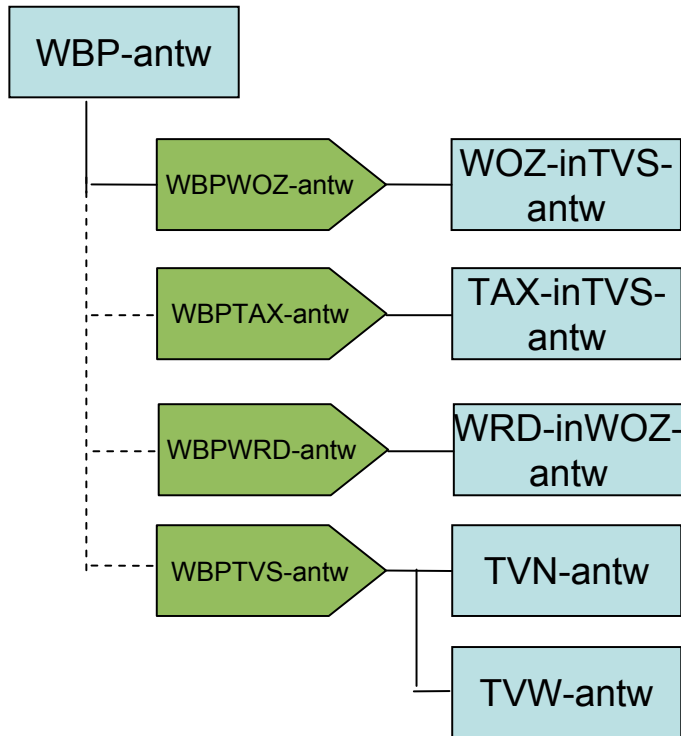 WBP-antw
WBPWOZ-antw
WOZ-inTVS-
antw
WBPTAX-antw
TAX-inTVS-
antw
WBPWRD-antw
WRD-inWOZ-
antw
WBPTVS-antw
TVN-antw
TVW-antw